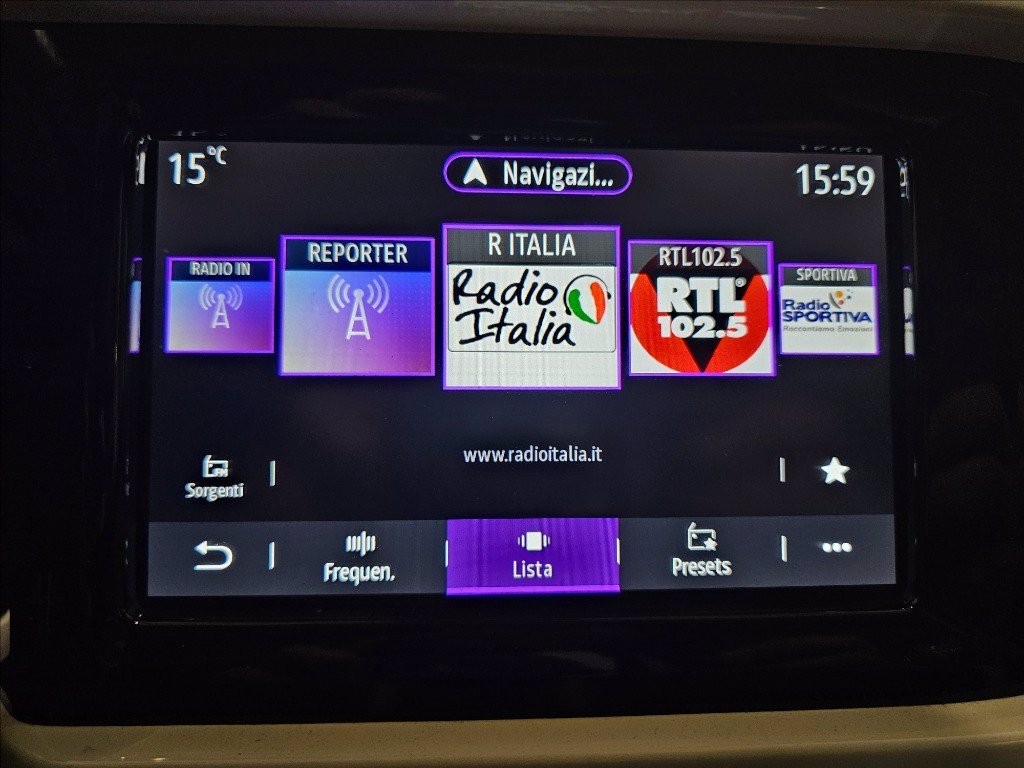 15°C
Navigazi...
15:59
RADIO IN
REPORTER
R ITALIA
Radio
Italia
RTL102.5
RTL
102.5
SPORTIVA
Radio
SPORTIVA
Raccontiamo Emozioni
www.radioitalia.it
FM
Sorgenti
Frequen.
Lista
Presets